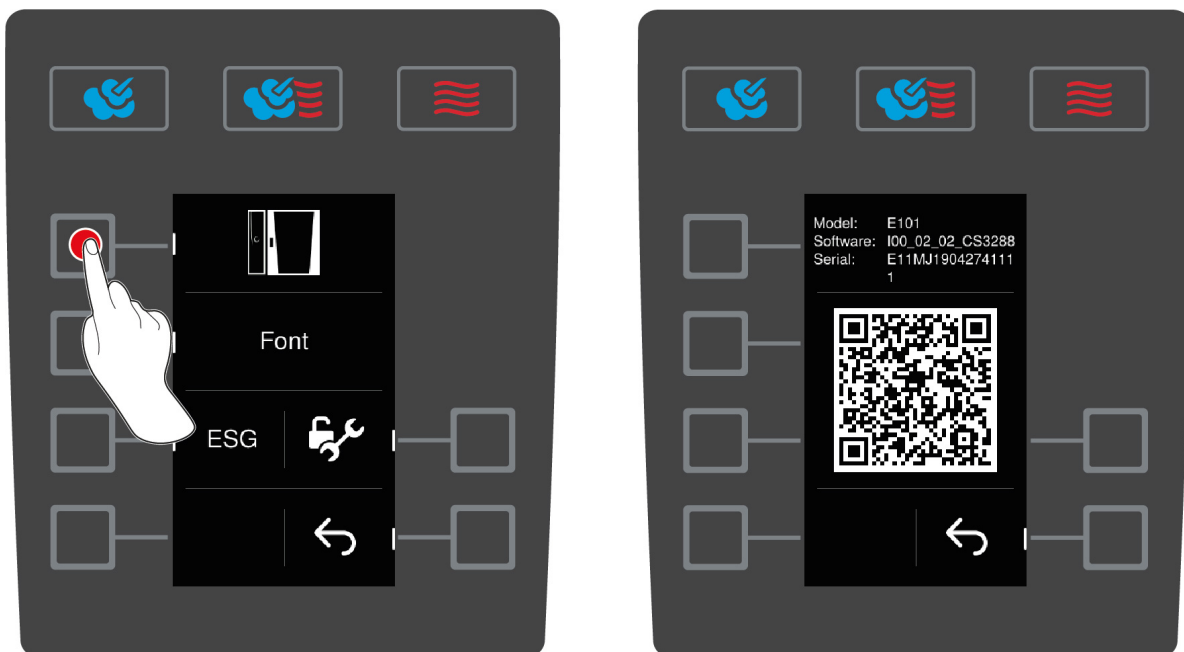 Font
ESG
Model: E101
Software: I00_02_02_CS3288
Serial: E11MJ1904274111
1